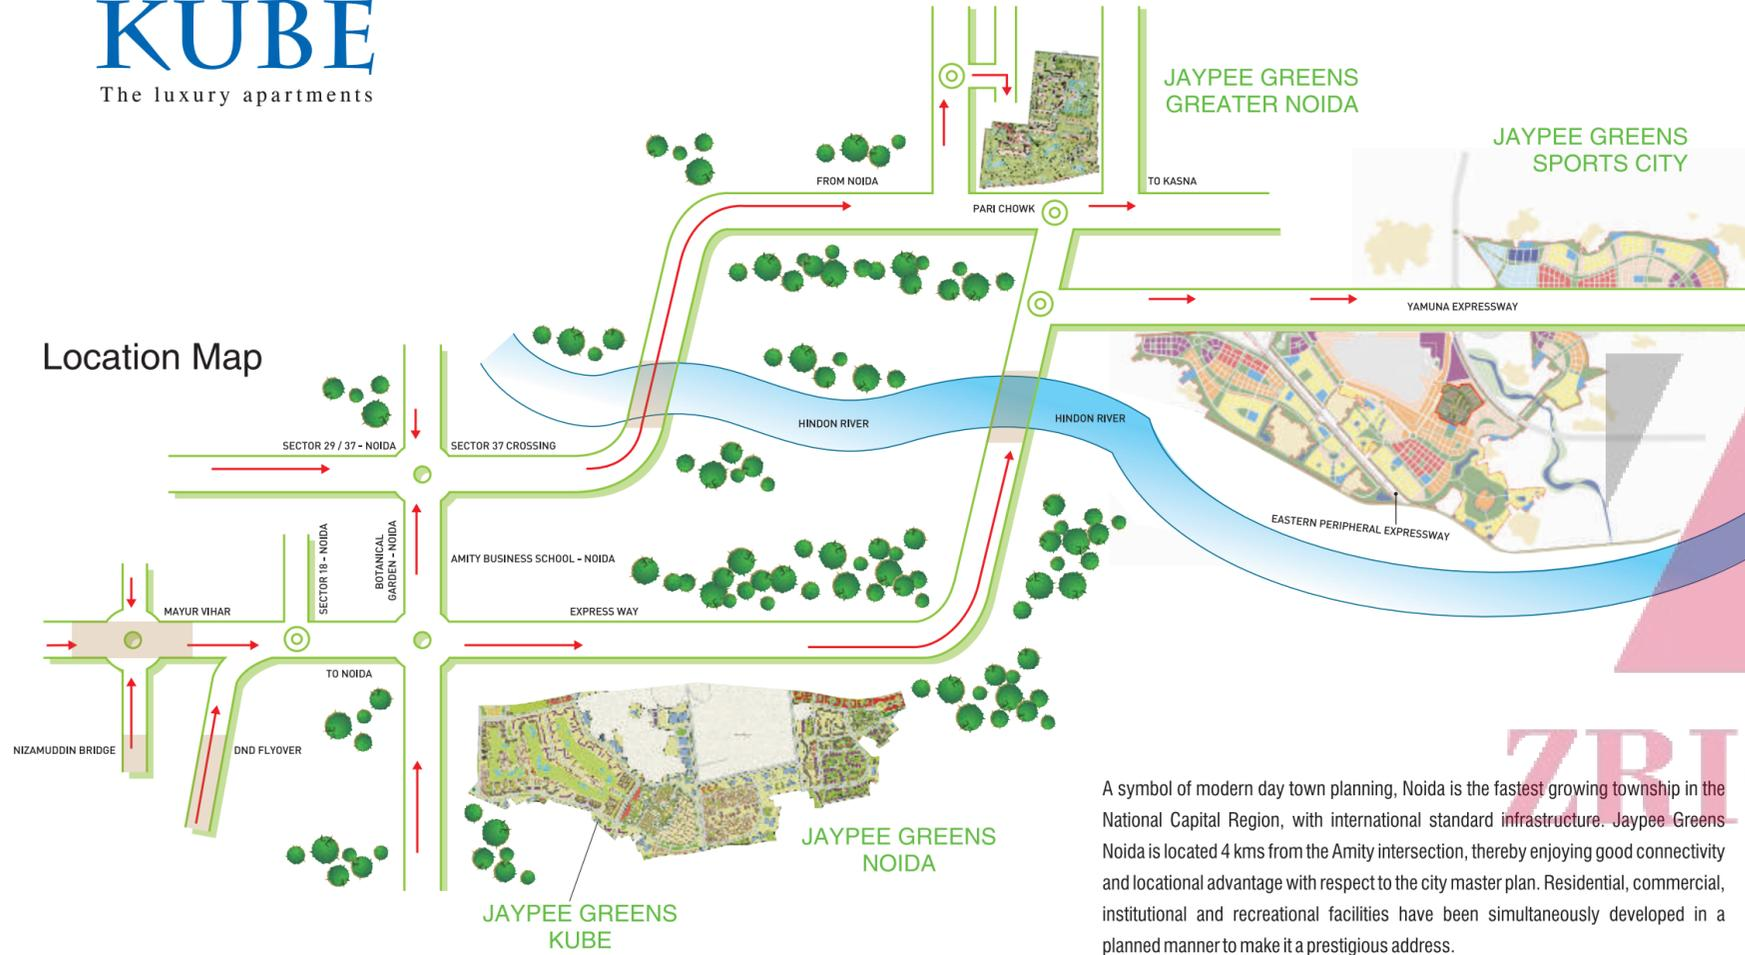 KUBE
The luxury apartments
JAYPEE GREENS
GREATER NOIDA
JAYPEE GREENS
SPORTS CITY
FROM NOIDA
TO KASNA
PARI CHOWK
YAMUNA EXPRESSWAY
Location Map
HINDON RIVER
HINDON RIVER
SECTOR 29 / 37 - NOIDA
SECTOR 37 CROSSING
EASTERN PERIPHERAL EXPRESSWAY
SECTOR 18 - NOIDA
BOTANICAL
GARDEN - NOIDA
AMITY BUSINESS SCHOOL - NOIDA
MAYUR VIHAR
EXPRESS WAY
TO NOIDA
NIZAMUDDIN BRIDGE
DND FLYOVER
JAYPEE GREENS
NOIDA
JAYPEE GREENS
KUBE
ZRI
A symbol of modern day town planning, Noida is the fastest growing township in the
National Capital Region, with international standard infrastructure. Jaypee Greens
Noida is located 4 kms from the Amity intersection, thereby enjoying good connectivity
and locational advantage with respect to the city master plan. Residential, commercial,
institutional and recreational facilities have been simultaneously developed in a
planned manner to make it a prestigious address.